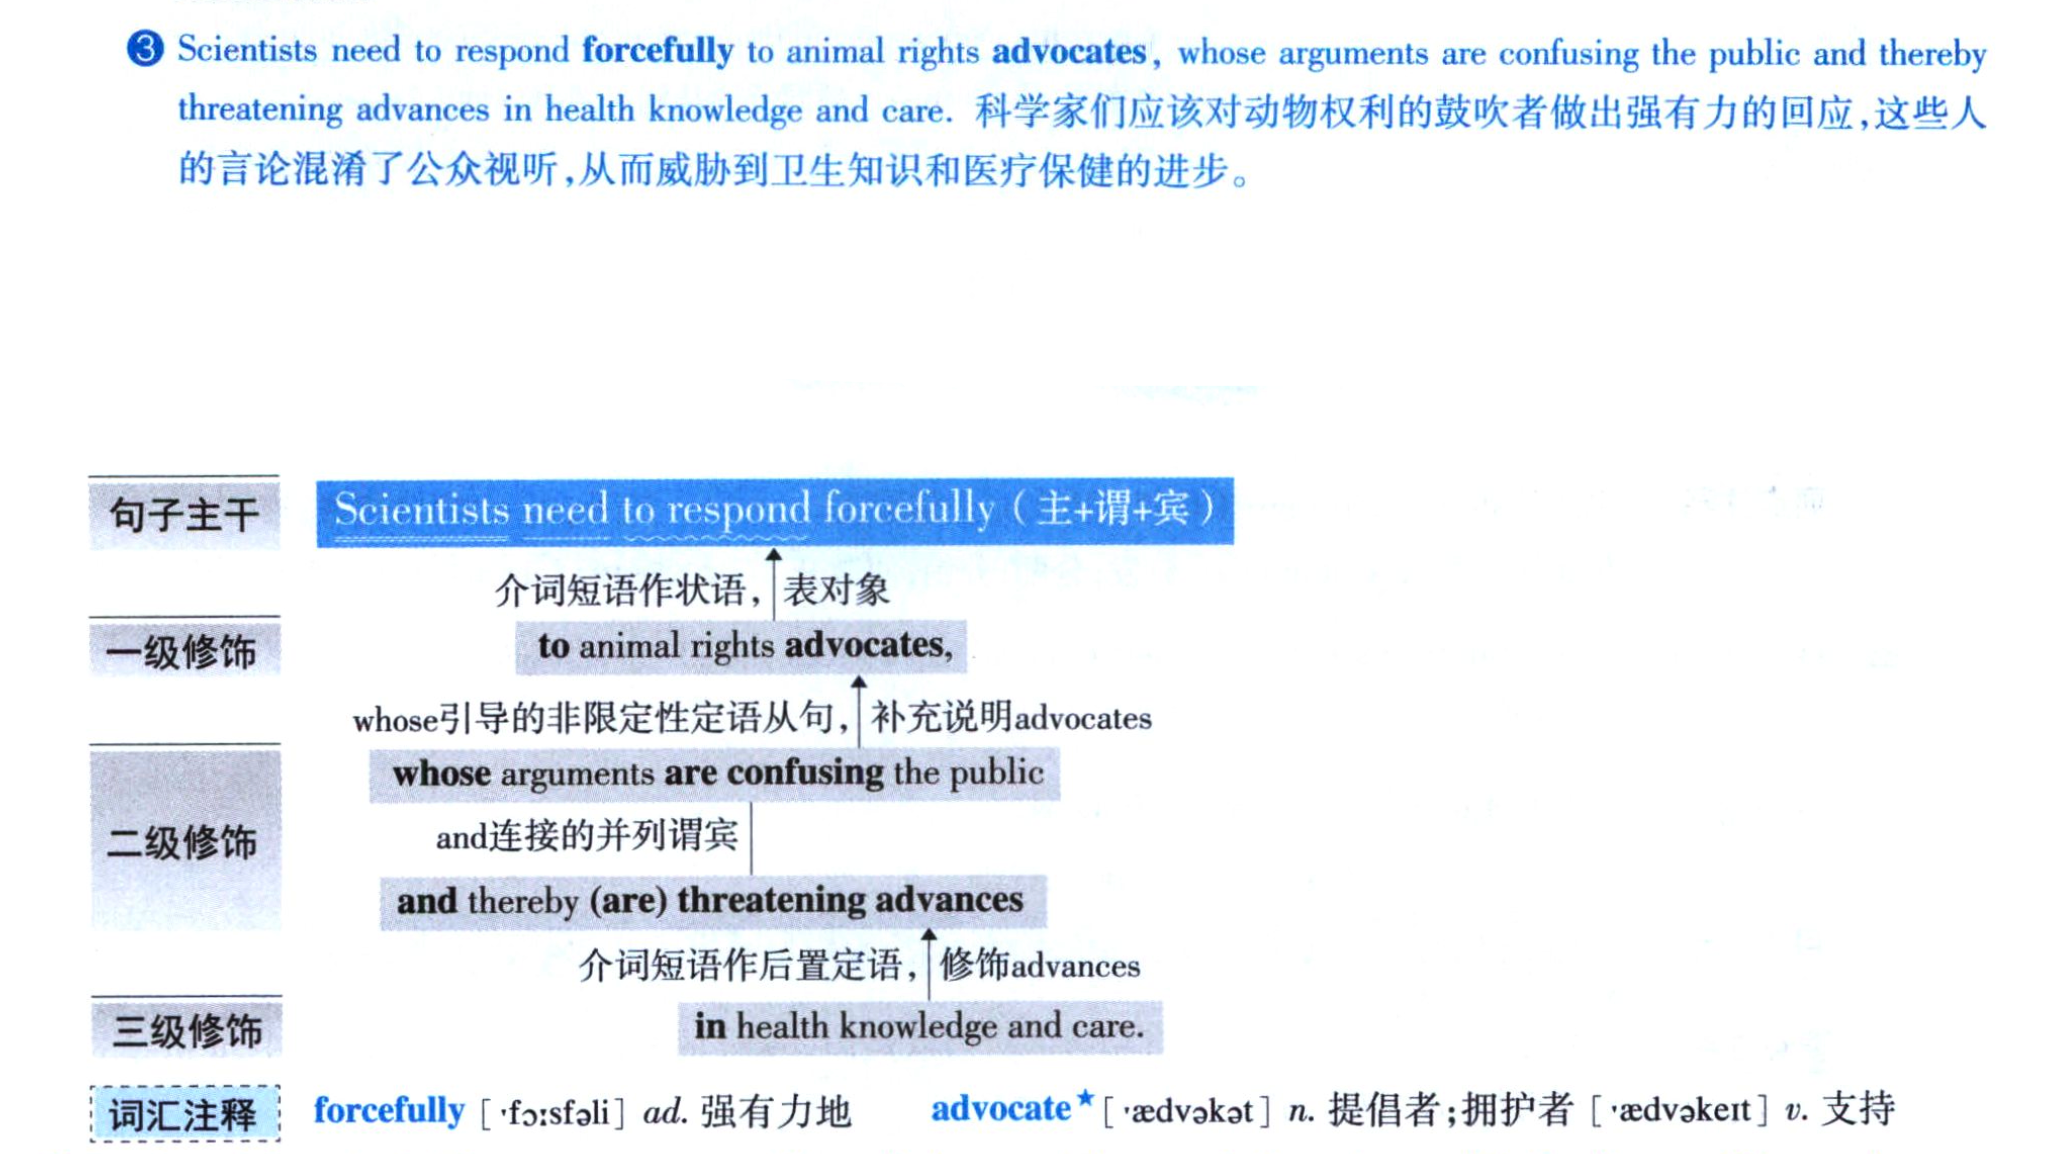 ❸ Scientists need to respond forcefully to animal rights advocates, whose arguments are confusing the public and thereby
threatening advances in health knowledge and care. 科学家们应该对动物权利的鼓吹者做出强有力的回应,这些人
的言论混淆了公众视听,从而威胁到卫生知识和医疗保健的进步。
句子主干 Scientists need to respond forcefully（主+谓+宾）
介词短语作状语，表对象
一级修饰 to animal rights advocates,
whose引导的非限定性定语从句，补充说明advocates
whose arguments are confusing the public
二级修饰 and连接的并列谓宾
and thereby (are) threatening advances
介词短语作后置定语，修饰advances
三级修饰 in health knowledge and care.
词汇注释 forcefully [ˈfɔːsfəli] ad. 强有力地 advocate★[ˈædvəkət] n. 提倡者;拥护者 [ˈædvəkeɪt] v. 支持